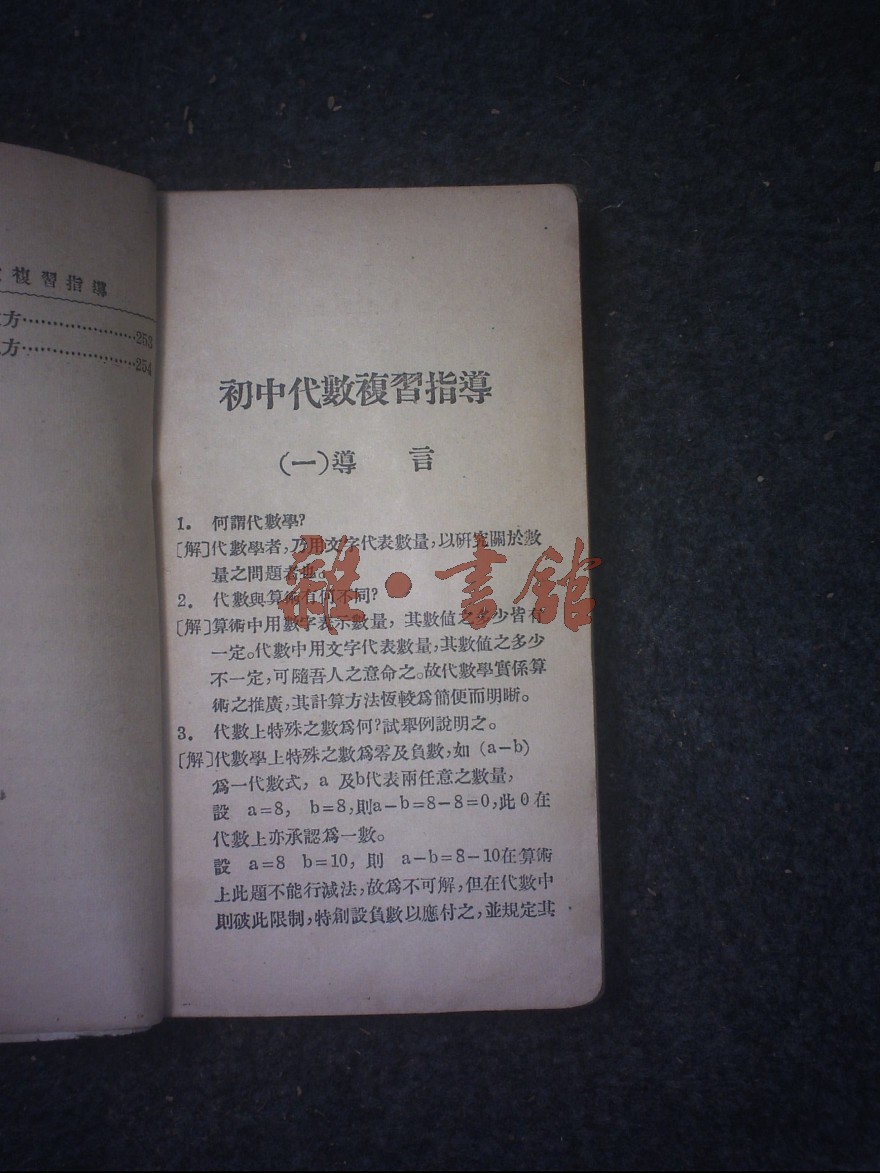 複習指導
方…………………253
方…………………254
初中代數複習指導
(一)導 言
1. 何謂代數學?
〔解〕代數學者,乃用文字代表數量,以研究關於數
量之問題者也。
2. 代數與算術有何不同?
〔解〕算術中用數字表示數量,其數値之多少皆有
一定。代數中用文字代表數量,其數値之多少
不一定,可隨吾人之意命之。故代數學實係算
術之推廣,其計算方法恆較爲簡便而明晰。
3. 代數上特殊之數爲何?試舉例說明之。
〔解〕代數學上特殊之數爲零及負數,如 (a-b)
爲一代數式, a 及b代表兩任意之數量,
設 a=8, b=8,則a-b=8-8=0,此0在
代數上亦承認爲一數。
設 a=8 b=10, 則 a-b=8-10在算術
上此題不能行減法,故爲不可解,但在代數中
則破此限制,特創設負數以應付之,並規定其
雜·書館